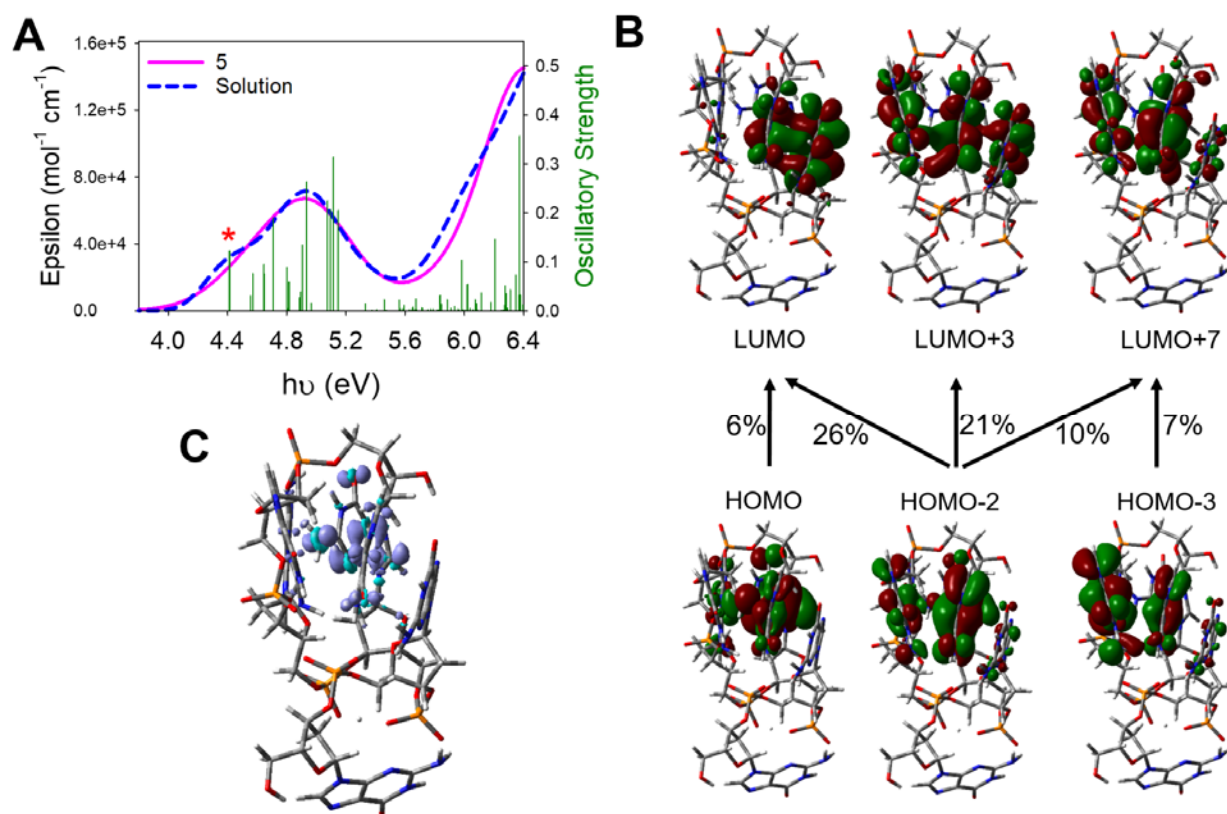 A
1.6e+5
1.2e+5
8.0e+4
4.0e+4
0.0
Epsilon (mol⁻¹ cm⁻¹)
5
Solution
*
0.5
0.4
0.3
0.2
0.1
0.0
Oscillatory Strength
4.0 4.4 4.8 5.2 5.6 6.0 6.4
hυ (eV)
B
LUMO LUMO+3 LUMO+7
6% 26% 21% 10% 7%
HOMO HOMO-2 HOMO-3
C